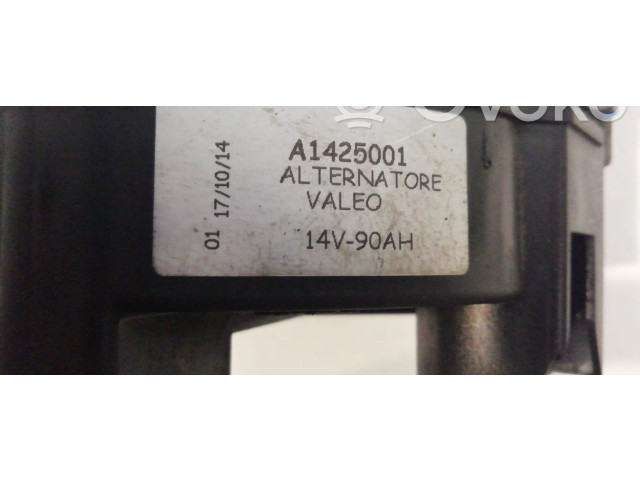 Ovoko
A1425001
ALTERNATORE
VALEO
14V-90AH
01 17/10/14